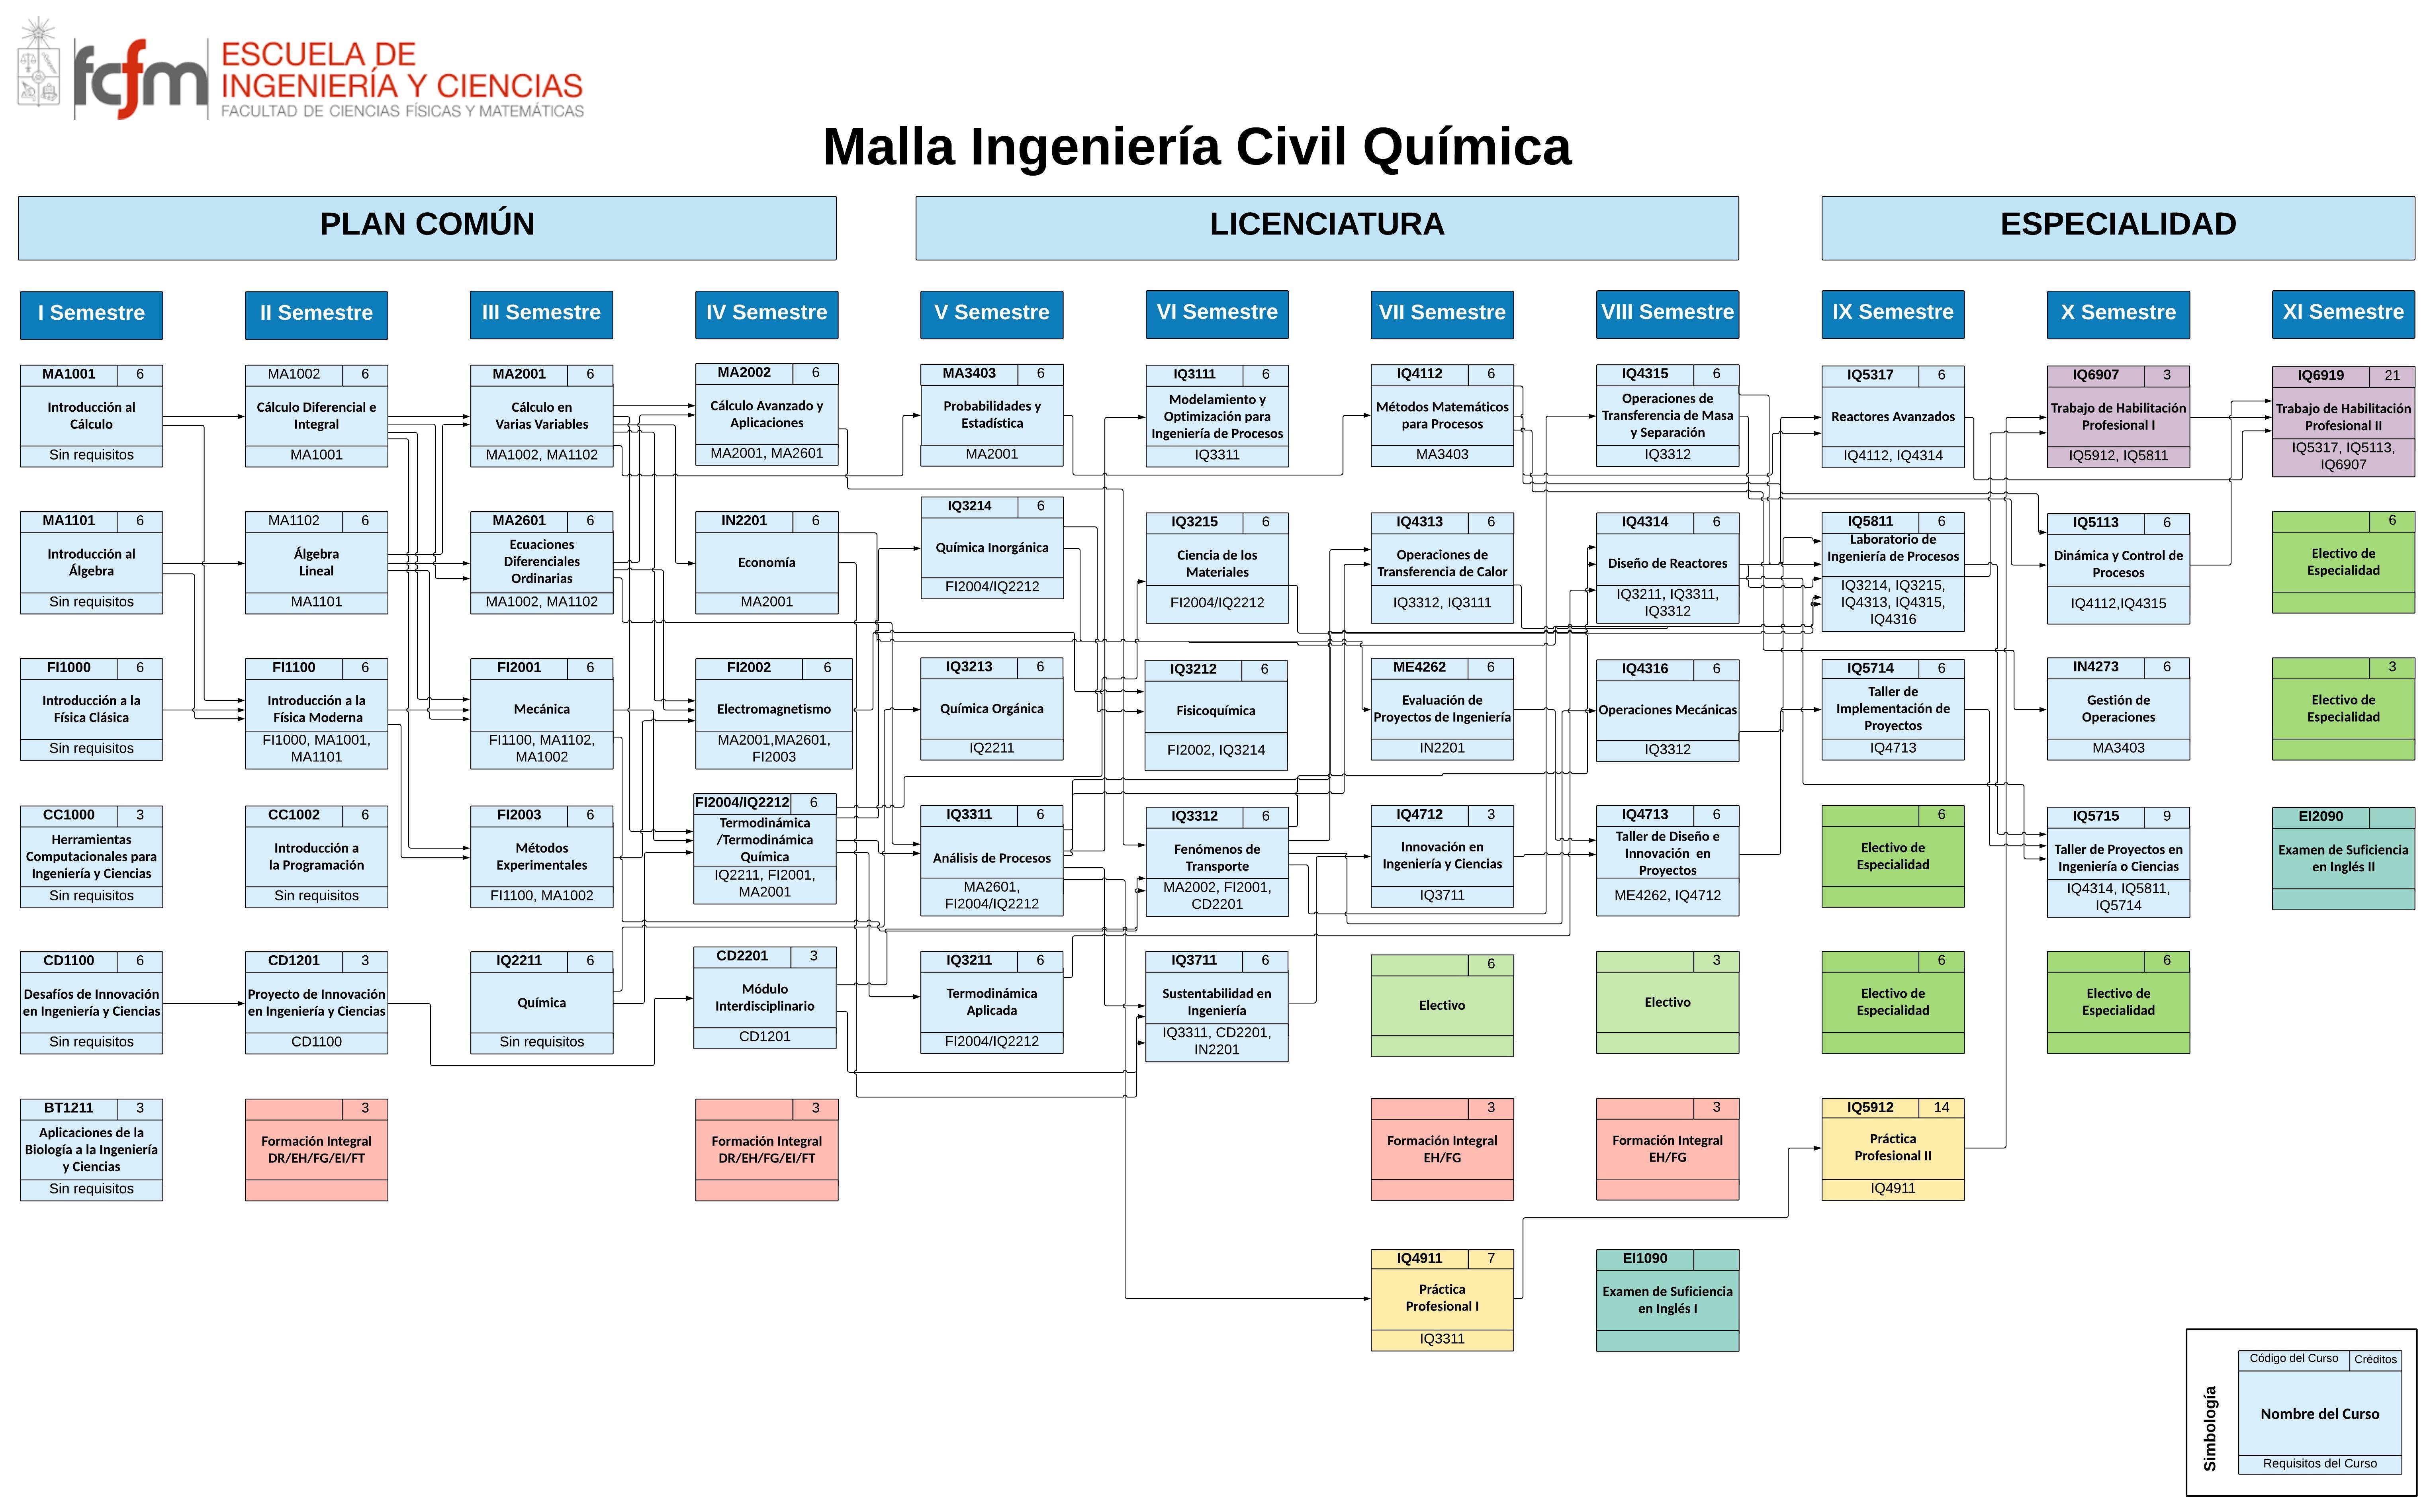 fcfm
ESCUELA DE
INGENIERÍA Y CIENCIAS
FACULTAD DE CIENCIAS FÍSICAS Y MATEMÁTICAS
Malla Ingeniería Civil Química
PLAN COMÚN
LICENCIATURA
ESPECIALIDAD
I Semestre
II Semestre
III Semestre
IV Semestre
V Semestre
VI Semestre
VII Semestre
VIII Semestre
IX Semestre
X Semestre
XI Semestre
MA1001 6
Introducción al
Cálculo
Sin requisitos
MA1002 6
Cálculo Diferencial e
Integral
MA1001
MA2001 6
Cálculo en
Varias Variables
MA1002, MA1102
MA2002 6
Cálculo Avanzado y
Aplicaciones
MA2001, MA2601
MA3403 6
Probabilidades y
Estadística
MA2001
IQ3111 6
Modelamiento y
Optimización para
Ingeniería de Procesos
IQ3311
IQ4112 6
Métodos Matemáticos
para Procesos
MA3403
IQ4315 6
Operaciones de
Transferencia de Masa
y Separación
IQ3312
IQ5317 6
Reactores Avanzados
IQ4112, IQ4314
IQ6907 3
Trabajo de Habilitación
Profesional I
IQ5912, IQ5811
IQ6919 21
Trabajo de Habilitación
Profesional II
IQ5317, IQ5113,
IQ6907
MA1101 6
Introducción al
Álgebra
Sin requisitos
MA1102 6
Álgebra
Lineal
MA1101
MA2601 6
Ecuaciones
Diferenciales
Ordinarias
MA1002, MA1102
IN2201 6
Economía
MA2001
IQ3214 6
Química Inorgánica
FI2004/IQ2212
IQ3215 6
Ciencia de los
Materiales
FI2004/IQ2212
IQ4313 6
Operaciones de
Transferencia de Calor
IQ3312, IQ3111
IQ4314 6
Diseño de Reactores
IQ3211, IQ3311,
IQ3312
IQ5811 6
Laboratorio de
Ingeniería de Procesos
IQ3214, IQ3215,
IQ4313, IQ4315,
IQ4316
IQ5113 6
Dinámica y Control de
Procesos
IQ4112,IQ4315
6
Electivo de
Especialidad
FI1000 6
Introducción a la
Física Clásica
Sin requisitos
FI1100 6
Introducción a la
Física Moderna
FI1000, MA1001,
MA1101
FI2001 6
Mecánica
FI1100, MA1102,
MA1002
FI2002 6
Electromagnetismo
MA2001,MA2601,
FI2003
IQ3213 6
Química Orgánica
IQ2211
IQ3212 6
Fisicoquímica
FI2002, IQ3214
ME4262 6
Evaluación de
Proyectos de Ingeniería
IN2201
IQ4316 6
Operaciones Mecánicas
IQ3312
IQ5714 6
Taller de
Implementación de
Proyectos
IQ4713
IN4273 6
Gestión de
Operaciones
MA3403
3
Electivo de
Especialidad
CC1000 3
Herramientas
Computacionales para
Ingeniería y Ciencias
Sin requisitos
CC1002 6
Introducción a
la Programación
Sin requisitos
FI2003 6
Métodos
Experimentales
FI1100, MA1002
FI2004/IQ2212 6
Termodinámica
/Termodinámica
Química
IQ2211, FI2001,
MA2001
IQ3311 6
Análisis de Procesos
MA2601,
FI2004/IQ2212
IQ3312 6
Fenómenos de
Transporte
MA2002, FI2001,
CD2201
IQ4712 3
Innovación en
Ingeniería y Ciencias
IQ3711
IQ4713 6
Taller de Diseño e
Innovación en
Proyectos
ME4262, IQ4712
6
Electivo de
Especialidad
IQ5715 9
Taller de Proyectos en
Ingeniería o Ciencias
IQ4314, IQ5811,
IQ5714
EI2090
Examen de Suficiencia
en Inglés II
CD1100 6
Desafíos de Innovación
en Ingeniería y Ciencias
Sin requisitos
CD1201 3
Proyecto de Innovación
en Ingeniería y Ciencias
CD1100
IQ2211 6
Química
Sin requisitos
CD2201 3
Módulo
Interdisciplinario
CD1201
IQ3211 6
Termodinámica
Aplicada
FI2004/IQ2212
IQ3711 6
Sustentabilidad en
Ingeniería
IQ3311, CD2201,
IN2201
6
Electivo
3
Electivo
6
Electivo de
Especialidad
6
Electivo de
Especialidad
BT1211 3
Aplicaciones de la
Biología a la Ingeniería
y Ciencias
Sin requisitos
3
Formación Integral
DR/EH/FG/EI/FT
3
Formación Integral
DR/EH/FG/EI/FT
3
Formación Integral
EH/FG
3
Formación Integral
EH/FG
IQ5912 14
Práctica
Profesional II
IQ4911
IQ4911 7
Práctica
Profesional I
IQ3311
EI1090
Examen de Suficiencia
en Inglés I
Simbología
Código del Curso Créditos
Nombre del Curso
Requisitos del Curso